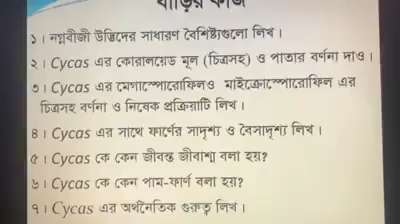 বাড়ির কাজ
১। নগ্নবীজী উদ্ভিদের সাধারণ বৈশিষ্ট্যগুলো লিখ।
২। Cycas এর কোরালয়েড মূল (চিত্রসহ) ও পাতার বর্ণনা দাও।
৩। Cycas এর মেগাস্পোরোফিলও মাইক্রোস্পোরোফিল এর
চিত্রসহ বর্ণনা ও নিষেক প্রক্রিয়াটি লিখ।
৪। Cycas এর সাথে ফার্ণের সাদৃশ্য ও বৈসাদৃশ্য লিখ।
৫। Cycas কে কেন জীবন্ত জীবাশ্ম বলা হয়?
৬। Cycas কে কেন পাম-ফার্ণ বলা হয়?
৭। Cycas এর অর্থনৈতিক গুরুত্ব লিখ।